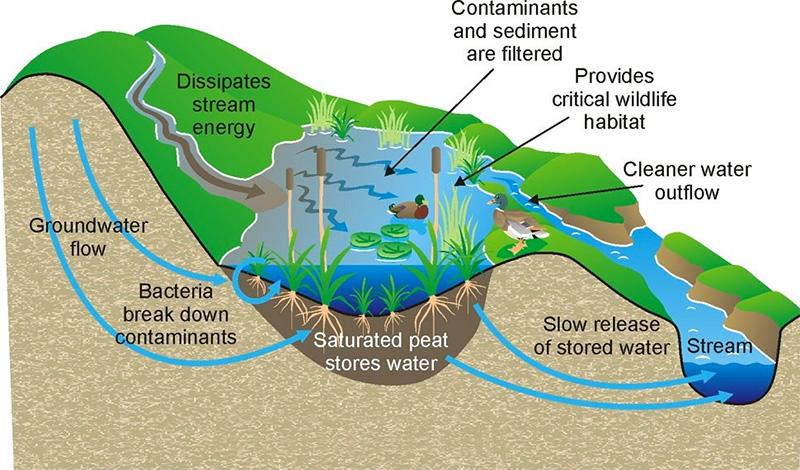 Contaminants
and sediment
are filtered
Dissipates
stream
energy
Provides
critical wildlife
habitat
Cleaner water
outflow
Groundwater
flow
Bacteria
break down
contaminants
Saturated peat
stores water
Slow release
of stored water
Stream